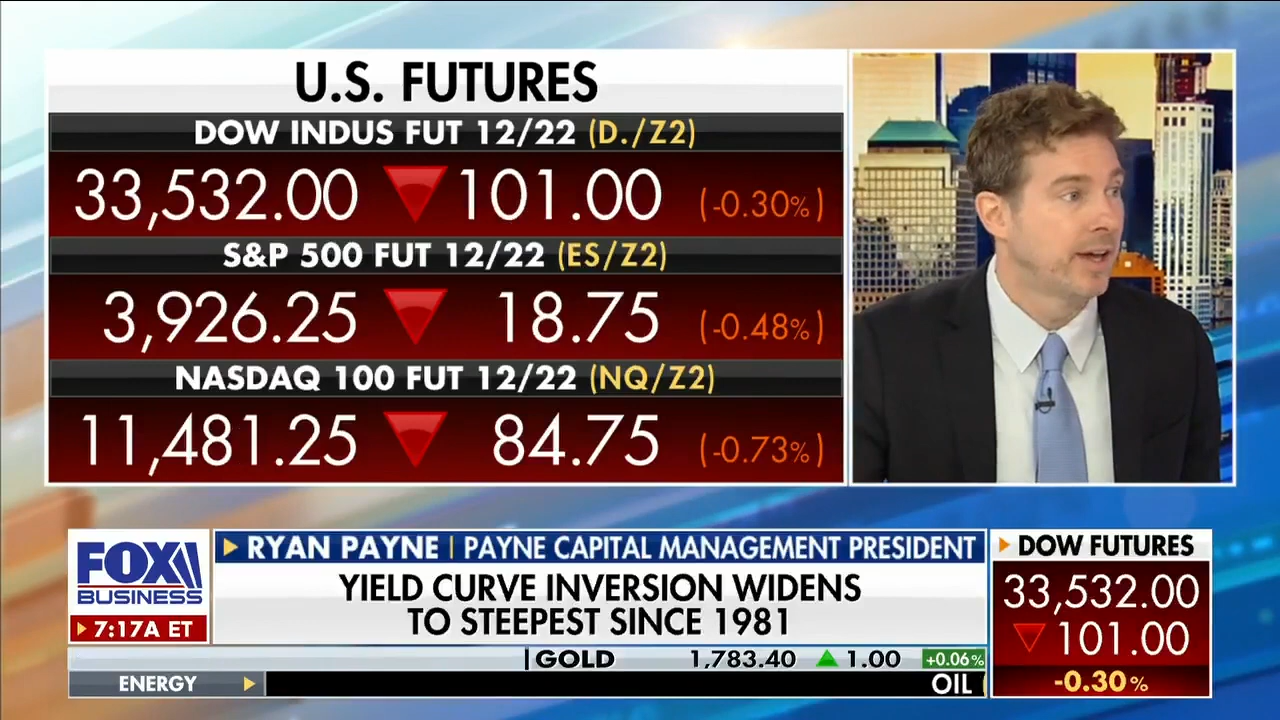 U.S. FUTURES
DOW INDUS FUT 12/22 (D./Z2)
33,532.00 ▼ 101.00 (-0.30%)
S&P 500 FUT 12/22 (ES/Z2)
3,926.25 ▼ 18.75 (-0.48%)
NASDAQ 100 FUT 12/22 (NQ/Z2)
11,481.25 ▼ 84.75 (-0.73%)
FOX
BUSINESS
7:17A ET
RYAN PAYNE | PAYNE CAPITAL MANAGEMENT PRESIDENT
YIELD CURVE INVERSION WIDENS
TO STEEPEST SINCE 1981
GOLD 1,783.40 ▲ 1.00 +0.06%
ENERGY
OIL
DOW FUTURES
33,532.00
▼ 101.00
-0.30%